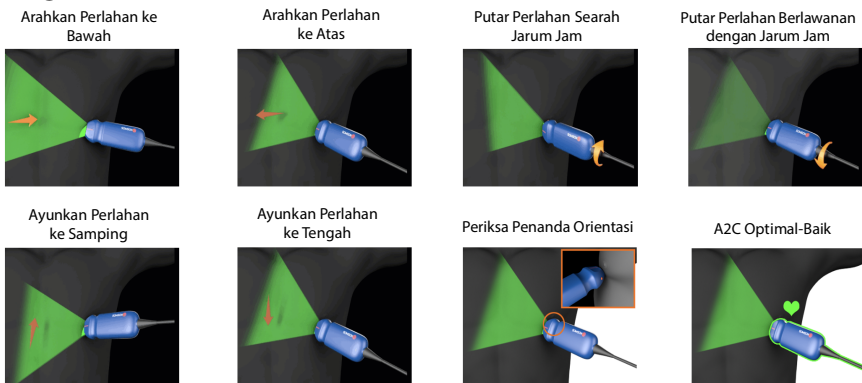 Arahkan Perlahan ke
Bawah
Arahkan Perlahan
ke Atas
Putar Perlahan Searah
Jarum Jam
Putar Perlahan Berlawanan
dengan Jarum Jam
Ayunkan Perlahan
ke Samping
Ayunkan Perlahan
ke Tengah
Periksa Penanda Orientasi
A2C Optimal-Baik